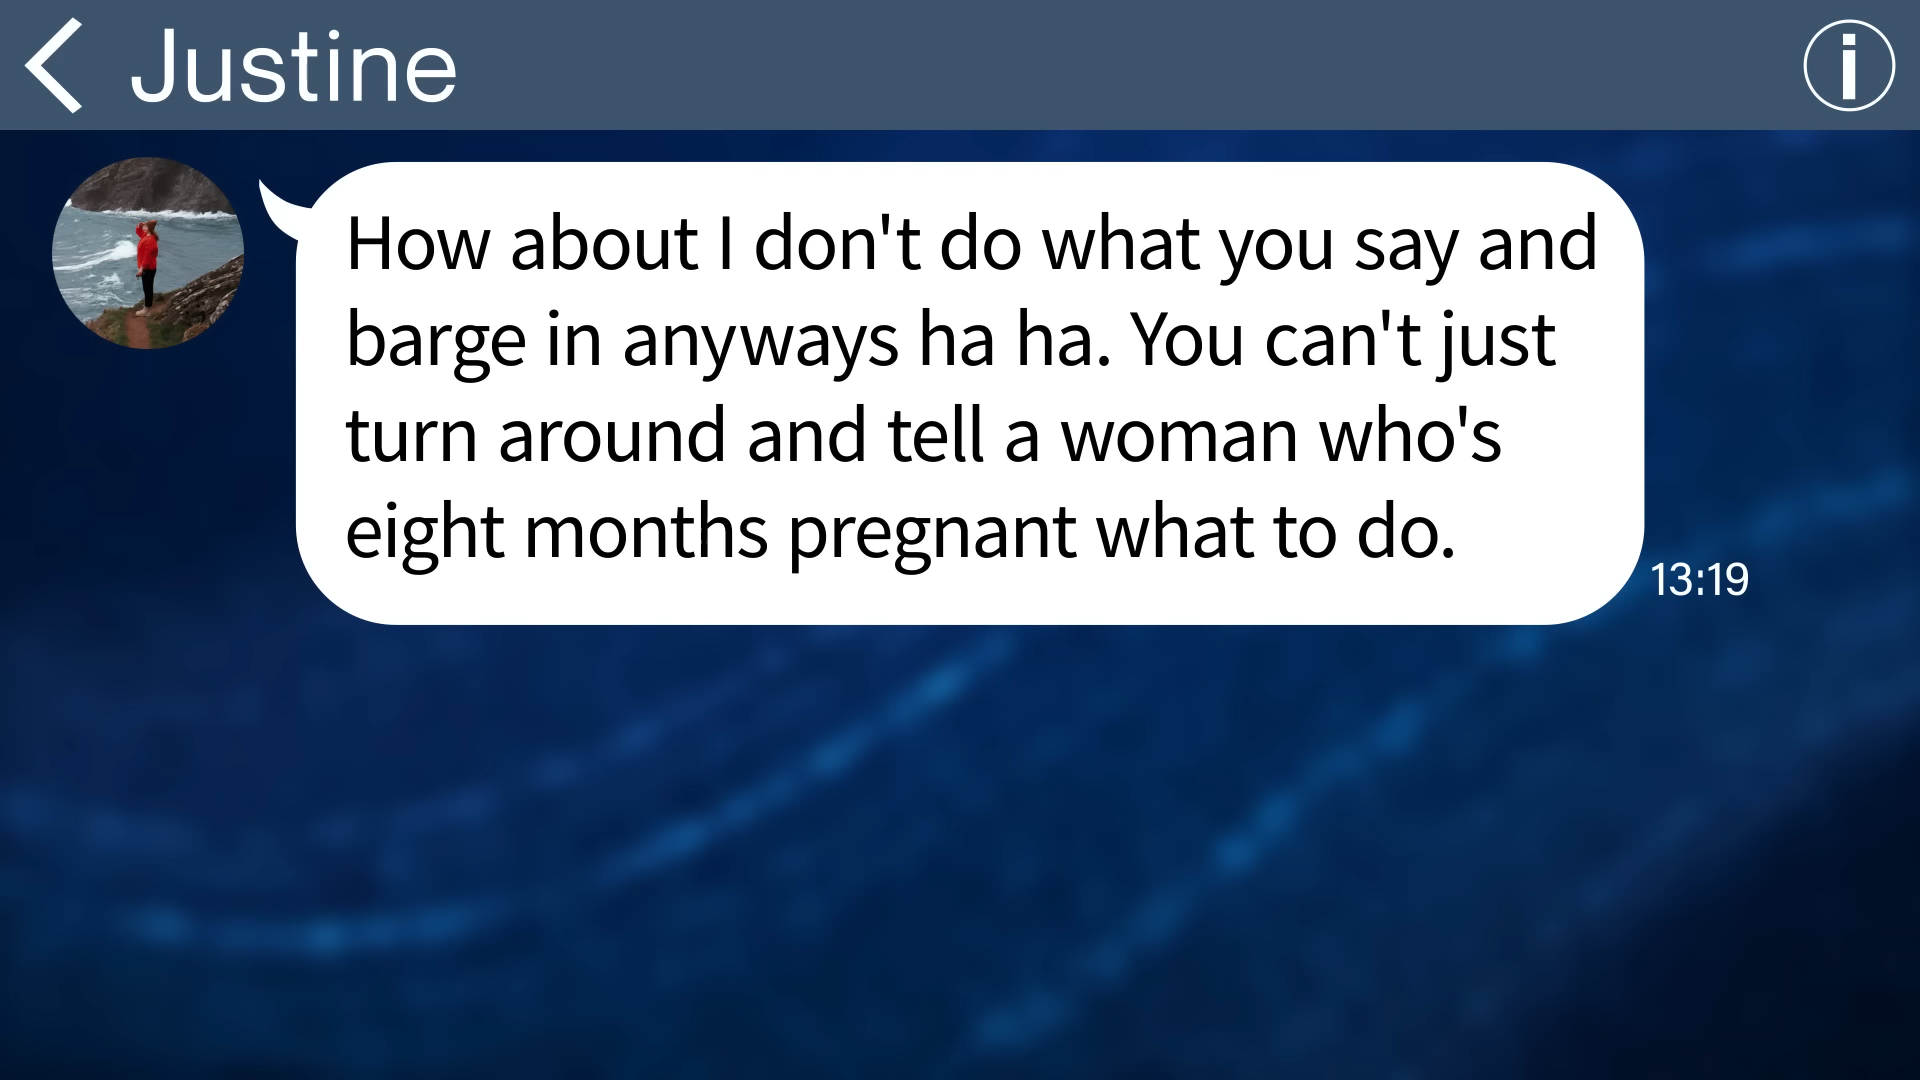 Justine
How about I don't do what you say and
barge in anyways ha ha. You can't just
turn around and tell a woman who's
eight months pregnant what to do.
13:19